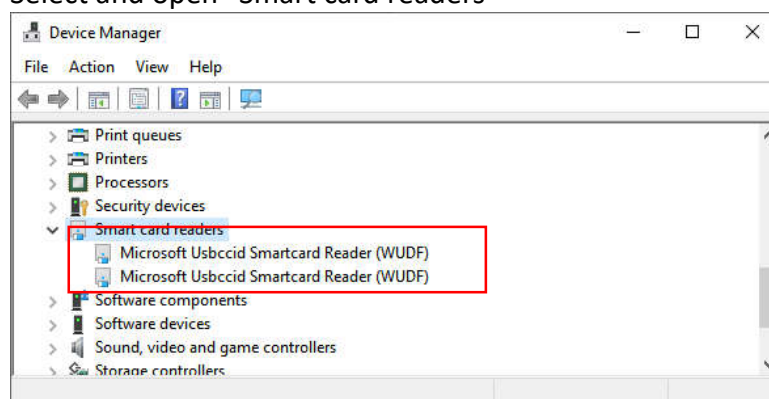 Select and open "Smart card readers"
Device Manager
File Action View Help
Print queues
Printers
Processors
Security devices
Smart card readers
Microsoft Usbccid Smartcard Reader (WUDF)
Microsoft Usbccid Smartcard Reader (WUDF)
Software components
Software devices
Sound, video and game controllers
Storage controllers